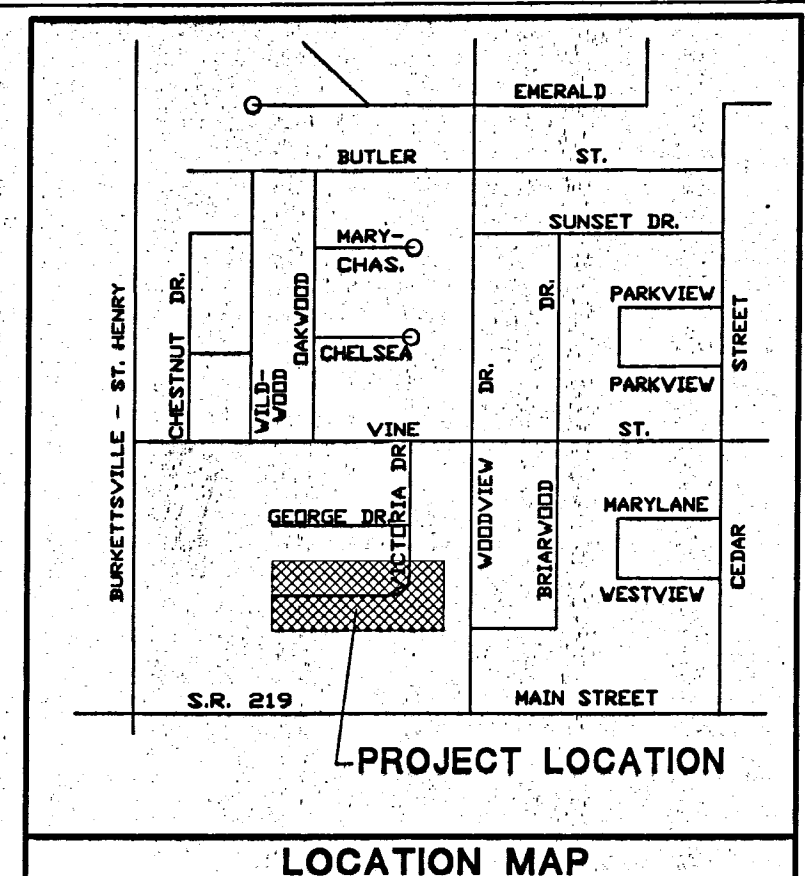 EMERALD
BUTLER ST.
SUNSET DR.
MARY-
CHAS.
PARKVIEW
CHESTNUT DR.
OAKWOOD
DR.
STREET
BURKETTSVILLE - ST. HENRY
CHELSEA
WILD-
WOOD
DR.
PARKVIEW
VINE ST.
VICTORIA DR
WOODVIEW
BRIARWOOD
MARYLANE
GEORGE DR.
CEDAR
WESTVIEW
S.R. 219 MAIN STREET
PROJECT LOCATION
LOCATION MAP